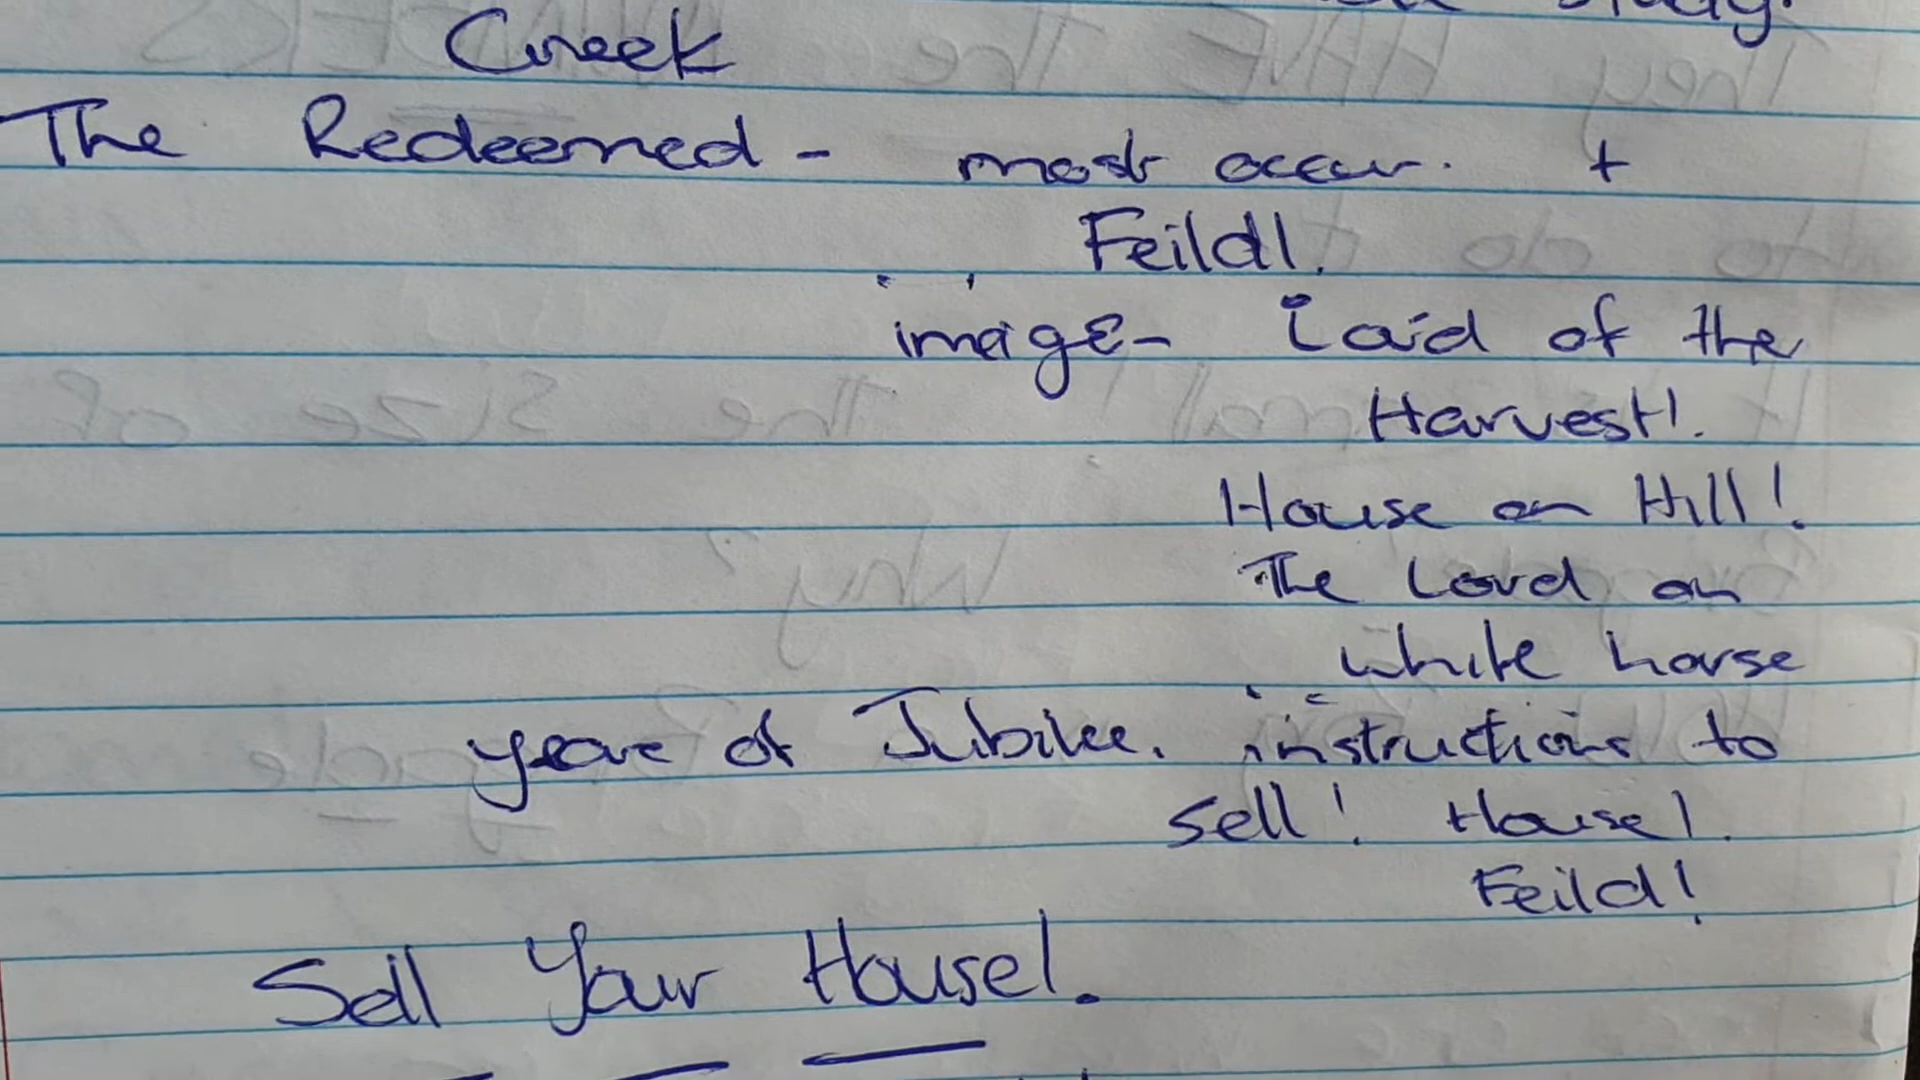 study.
Creek
The Redeemed - most occur. +
Feild!.
image - Laid of the
Harvest!.
House on Hill!.
The Lord on
white horse
year of Jubilee. instructions to
sell! House!.
Feild!
Sell Your House!.